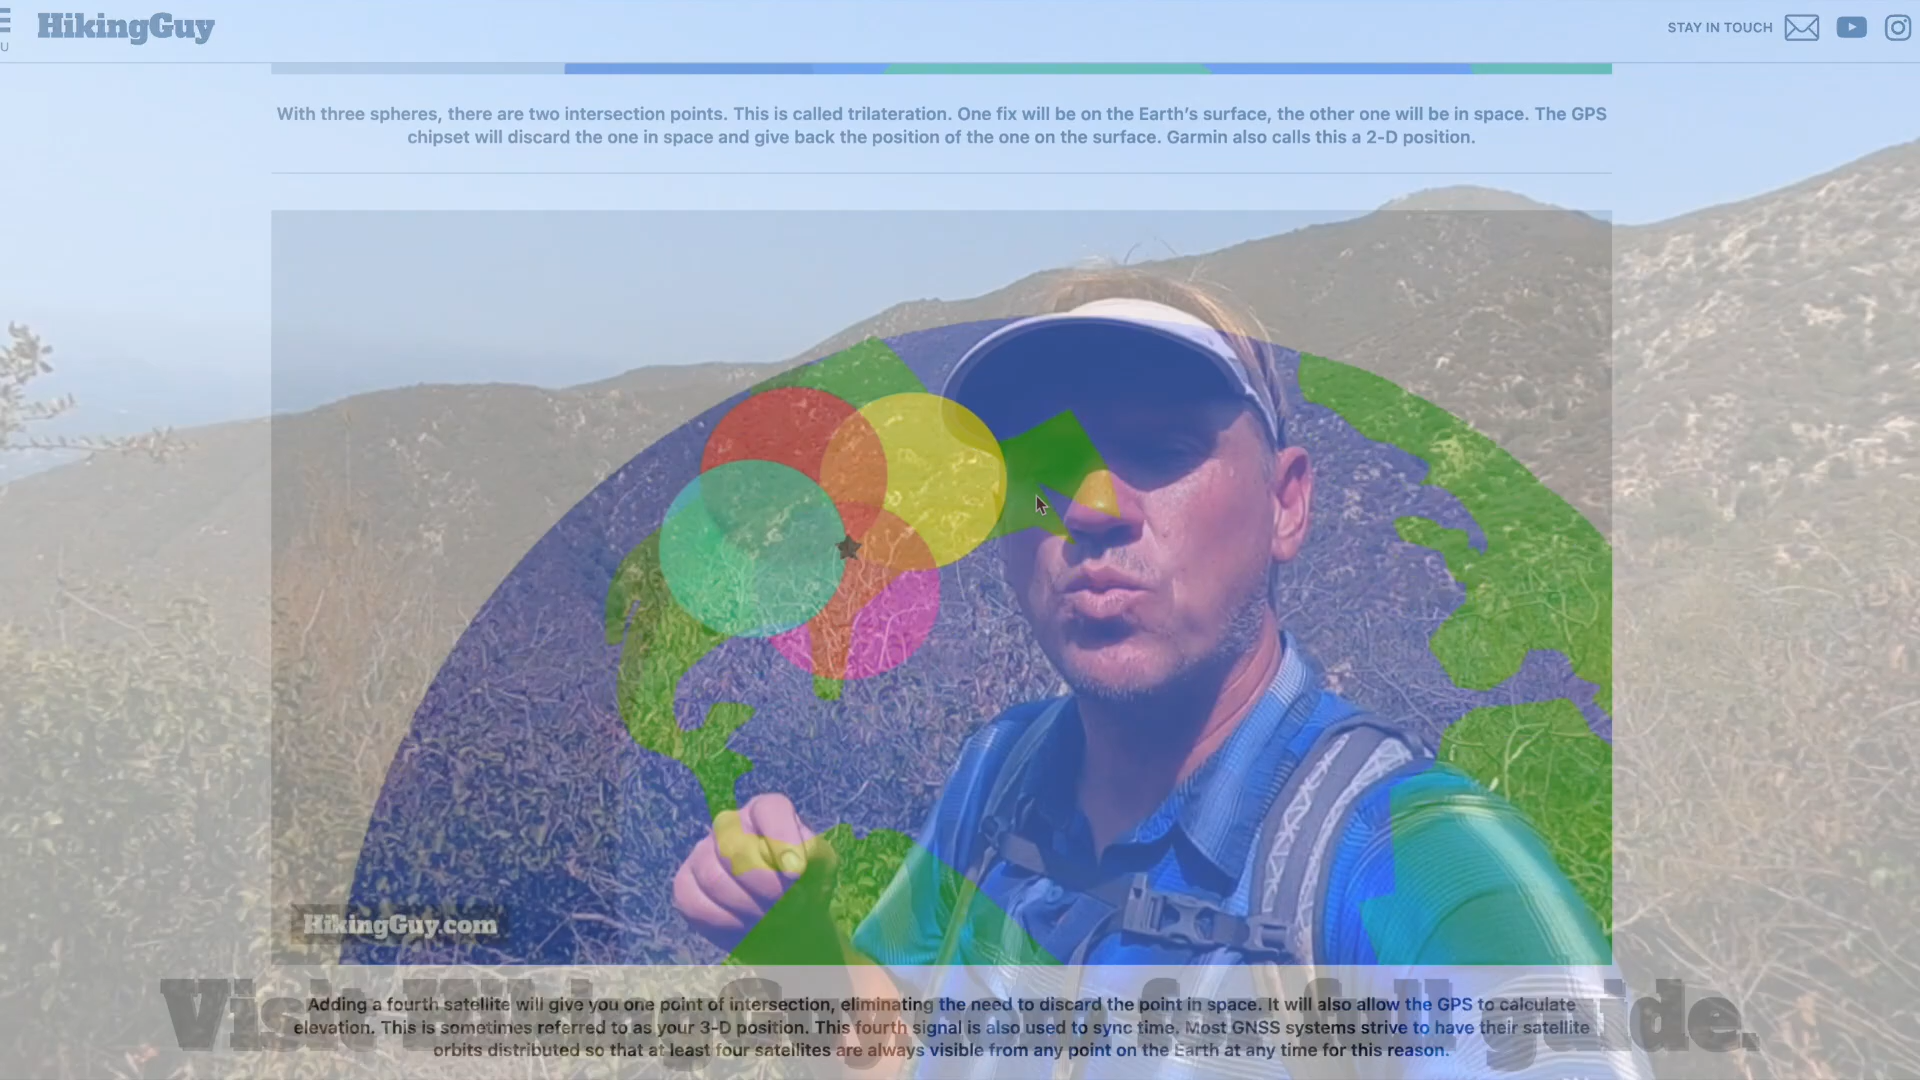 U
HikingGuy
STAY IN TOUCH
With three spheres, there are two intersection points. This is called trilateration. One fix will be on the Earth's surface, the other one will be in space. The GPS
chipset will discard the one in space and give back the position of the one on the surface. Garmin also calls this a 2-D position.
HikingGuy.com
Adding a fourth satellite will give you one point of intersection, eliminating the need to discard the point in space. It will also allow the GPS to calculate
elevation. This is sometimes referred to as your 3-D position. This fourth signal is also used to sync time. Most GNSS systems strive to have their satellite
orbits distributed so that at least four satellites are always visible from any point on the Earth at any time for this reason.
Visit HikingGuy.com for full guide.